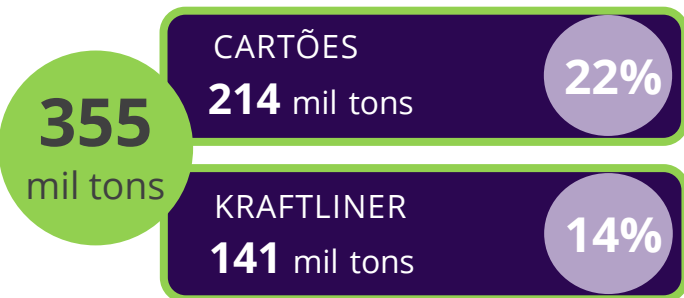 355
mil tons
CARTÕES
214 mil tons
22%
KRAFTLINER
141 mil tons
14%